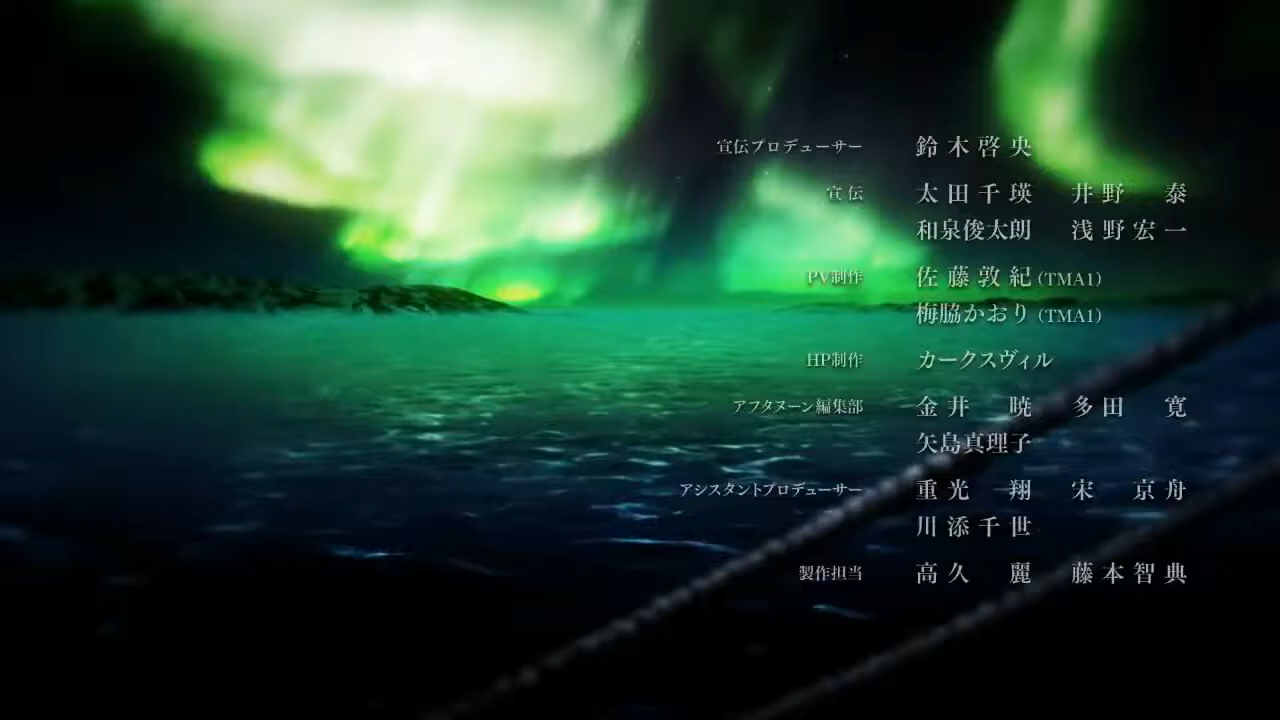 宣伝プロデューサー 鈴木啓央
宣伝 太田千瑛 井野 泰
和泉俊太朗 浅野宏一
PV制作 佐藤敦紀(TMA1)
梅脇かおり(TMA1)
HP制作 カークスヴィル
アフタヌーン編集部 金井 暁 多田 寛
矢島真理子
アシスタントプロデューサー 重光 翔 宋 京舟
川添千世
製作担当 高久 麗 藤本智典